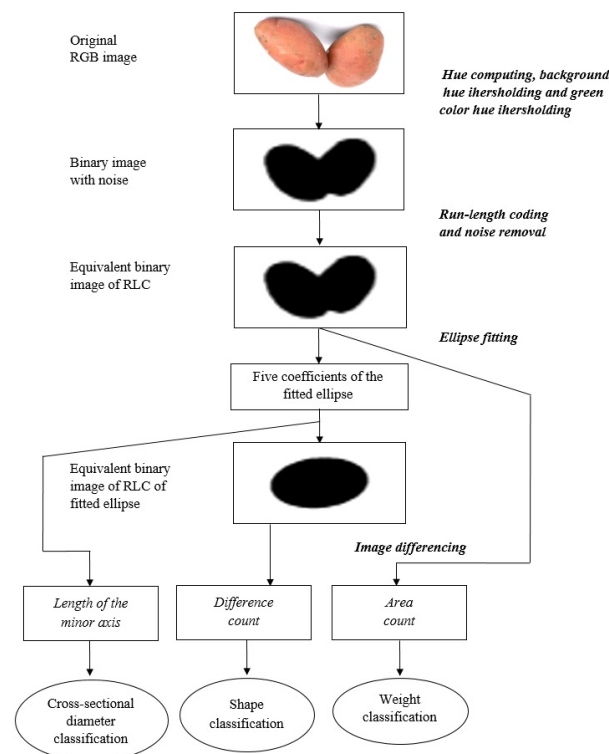 Original
RGB image
Hue computing, background
hue ihersholding and green
color hue ihersholding
Binary image
with noise
Run-length coding
and noise removal
Equivalent binary
image of RLC
Ellipse fitting
Five coefficients of the
fitted ellipse
Equivalent binary
image of RLC of
fitted ellipse
Image differencing
Length of the
minor axis
Difference
count
Area
count
Cross-sectional
diameter
classification
Shape
classification
Weight
classification